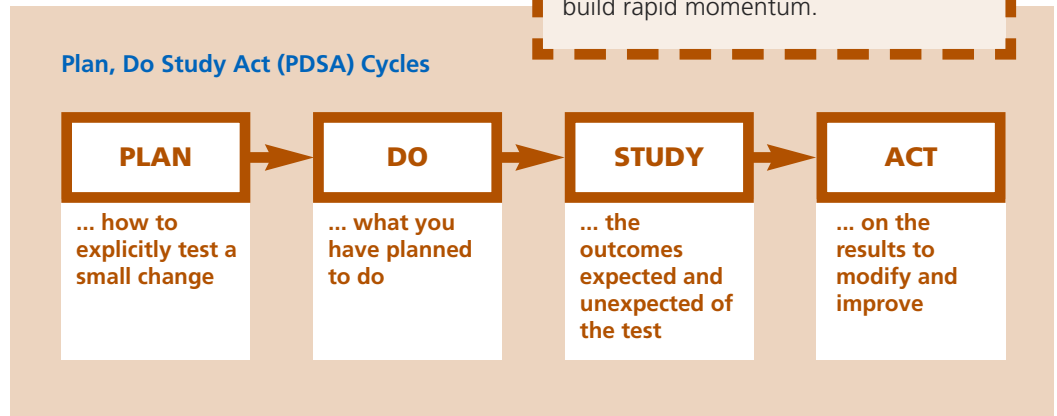 build rapid momentum.
Plan, Do Study Act (PDSA) Cycles
PLAN
... how to
explicitly test a
small change
DO
... what you
have planned
to do
STUDY
... the
outcomes
expected and
unexpected of
the test
ACT
... on the
results to
modify and
improve